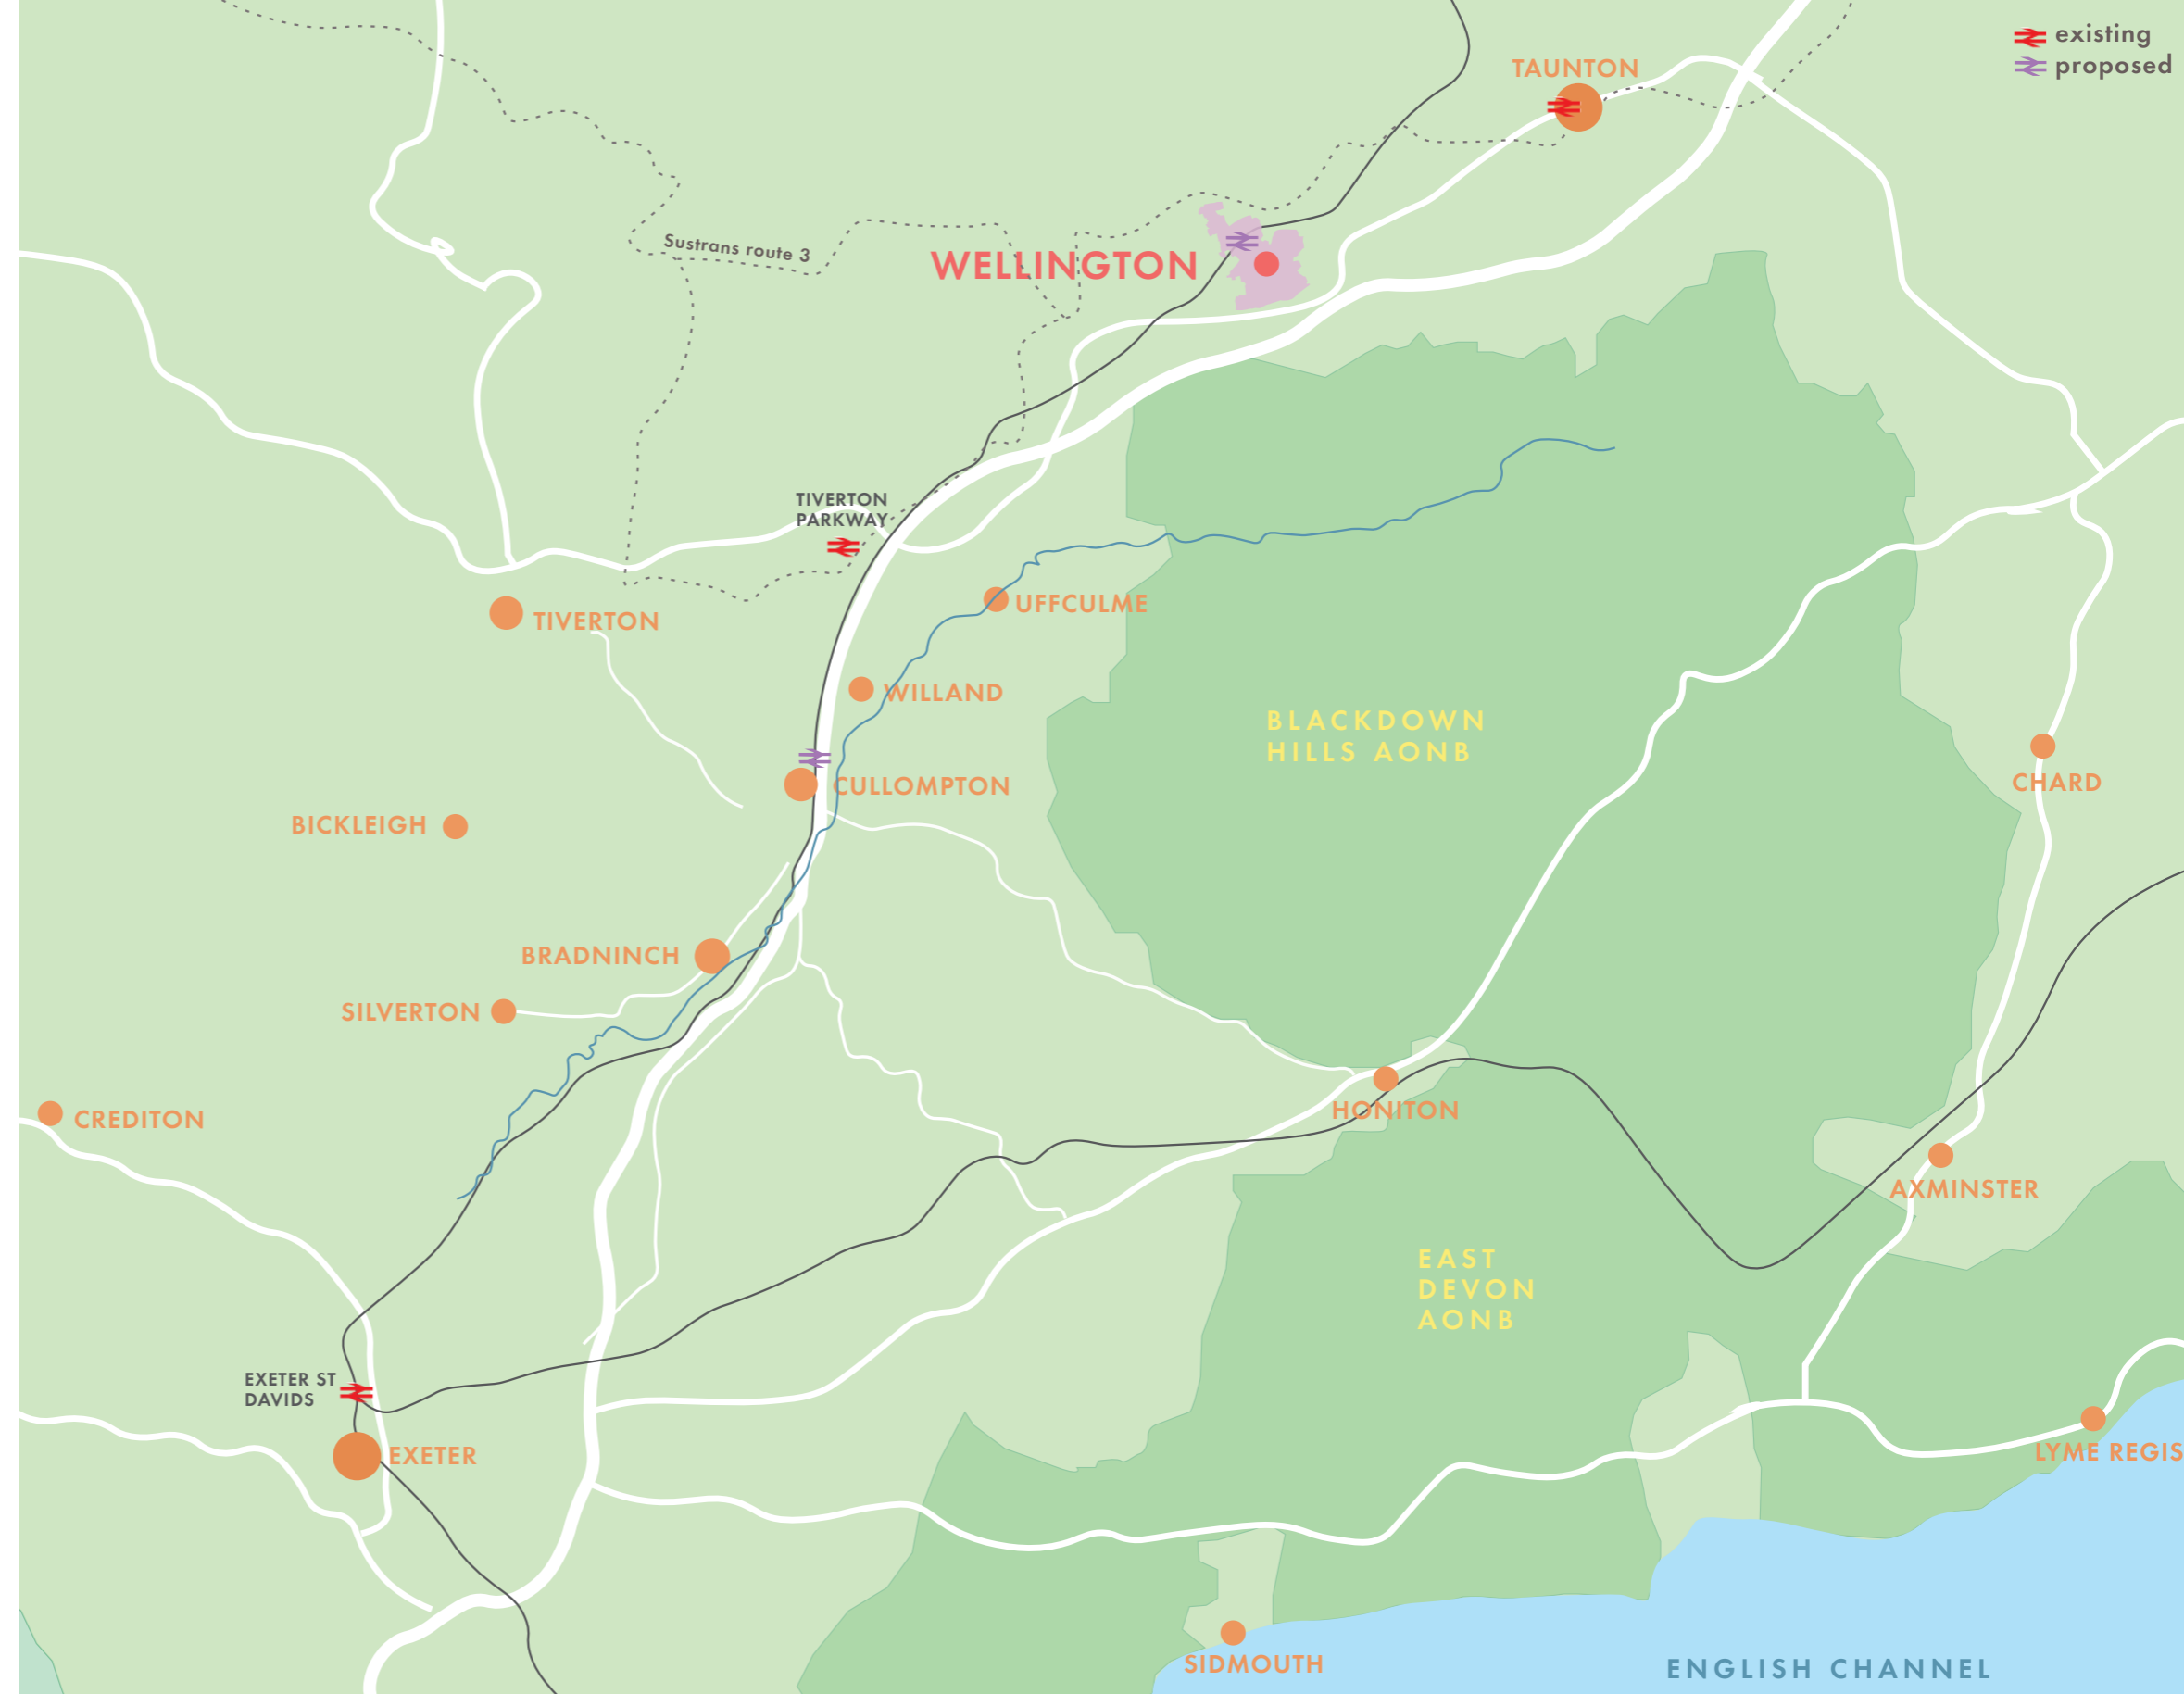 existing
proposed
TAUNTON
Sustrans route 3
WELLINGTON
TIVERTON
PARKWAY
UFFCULME
TIVERTON
WILLAND
BLACKDOWN
HILLS AONB
CHARD
CULLOMPTON
BICKLEIGH
BRADNINCH
SILVERTON
CREDITON
HONITON
AXMINSTER
EAST
DEVON
AONB
EXETER ST
DAVIDS
EXETER
LYME REGIS
SIDMOUTH
ENGLISH CHANNEL